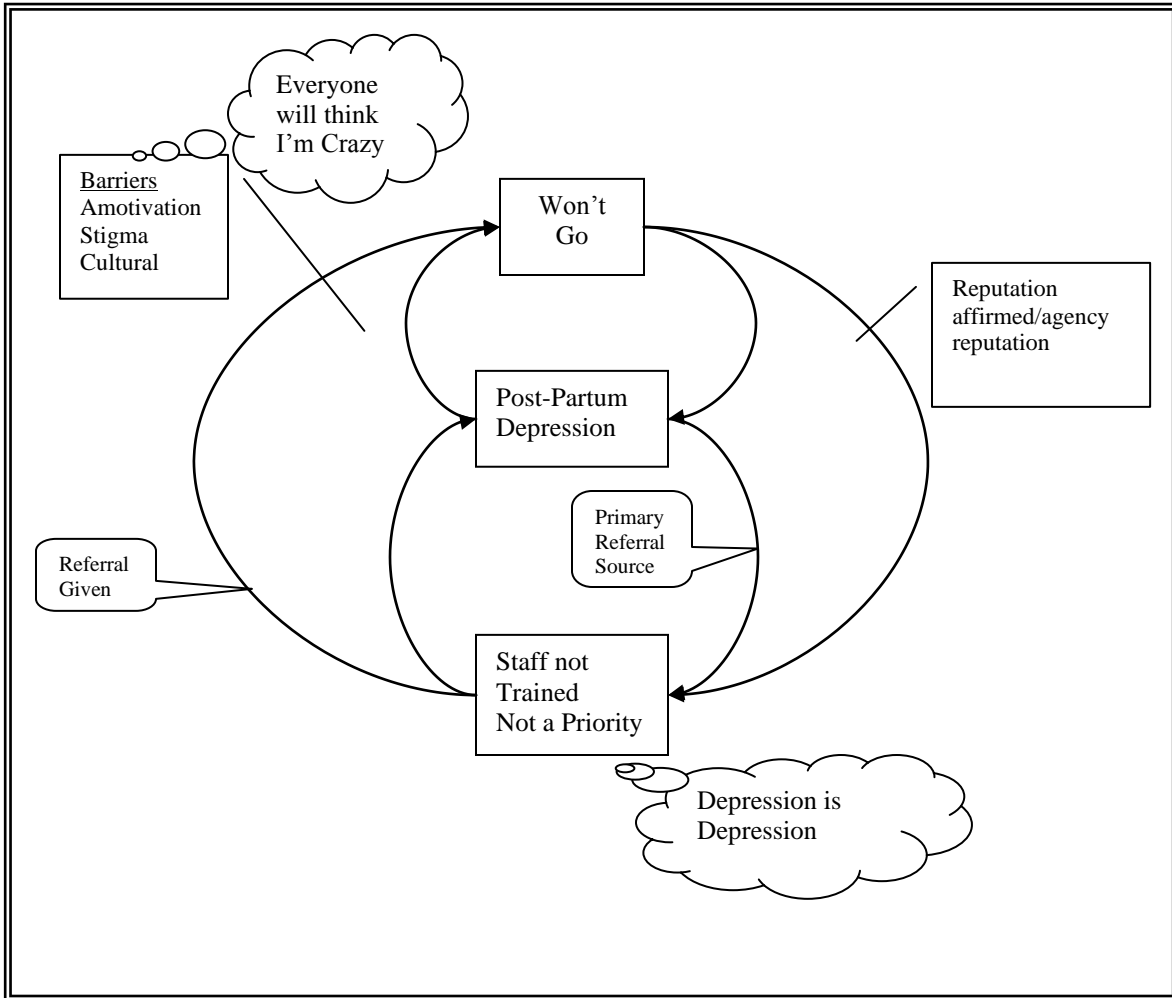 Everyone
will think
I'm Crazy
Barriers
Amotivation
Stigma
Cultural
Won't
Go
Reputation
affirmed/agency
reputation
Post-Partum
Depression
Primary
Referral
Source
Referral
Given
Staff not
Trained
Not a Priority
Depression is
Depression